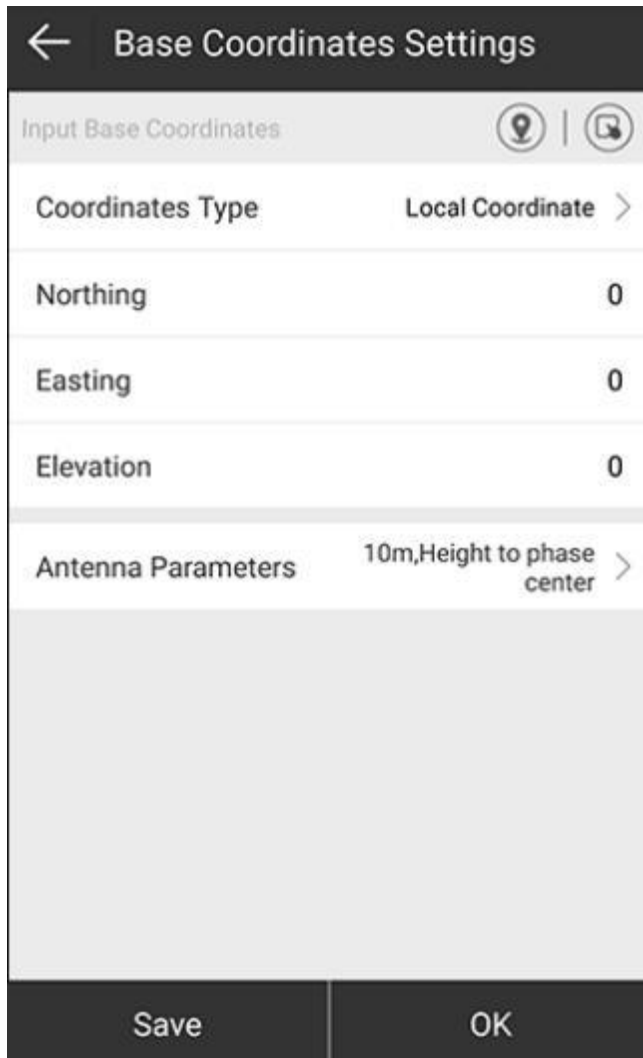 Base Coordinates Settings
Input Base Coordinates
Coordinates Type Local Coordinate
Northing 0
Easting 0
Elevation 0
Antenna Parameters 10m,Height to phase
center
Save OK